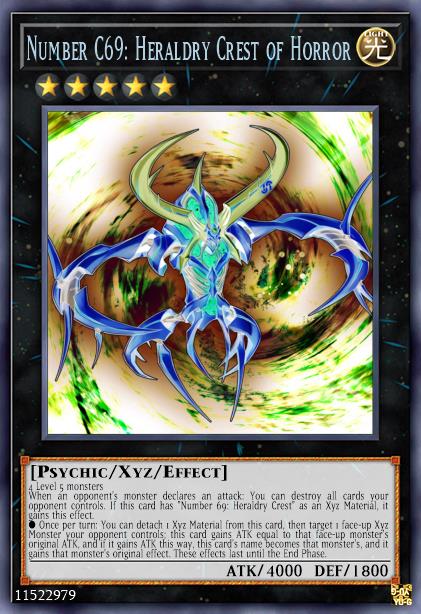 Number C69: Heraldry Crest of Horror
LIGHT
光
[Psychic/Xyz/Effect]
4 Level 5 monsters
When an opponent's monster declares an attack: You can destroy all cards your
opponent controls. If this card has "Number 69: Heraldry Crest" as an Xyz Material, it
gains this effect.
● Once per turn: You can detach 1 Xyz Material from this card, then target 1 face-up Xyz
Monster your opponent controls; this card gains ATK equal to that face-up monster's
original ATK, and if it gains ATK this way, this card's name becomes that monster's, and it
gains that monster's original effect. These effects last until the End Phase.
ATK/4000 DEF/1800
11522979